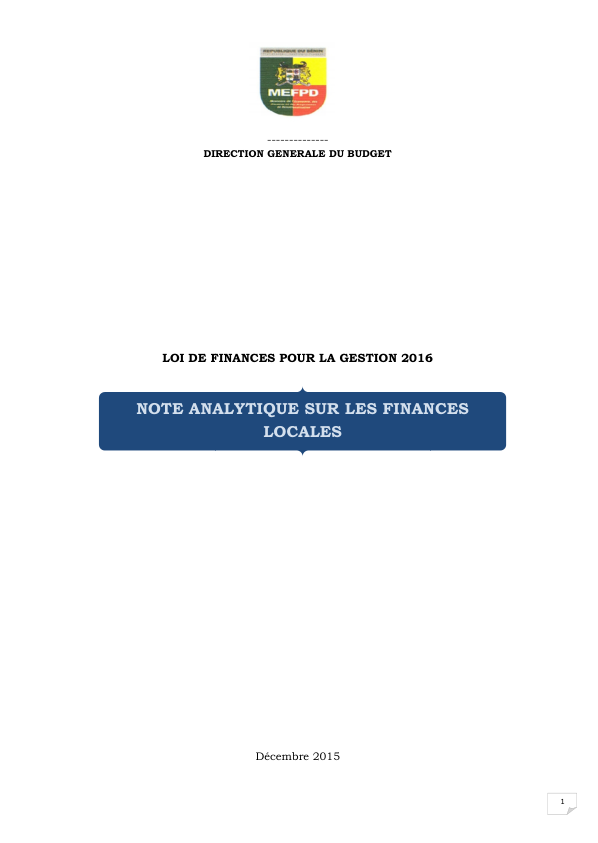 REPUBLIQUE DU BENIN
MEFPD
--------------
DIRECTION GENERALE DU BUDGET
LOI DE FINANCES POUR LA GESTION 2016
NOTE ANALYTIQUE SUR LES FINANCES
LOCALES
Décembre 2015
1